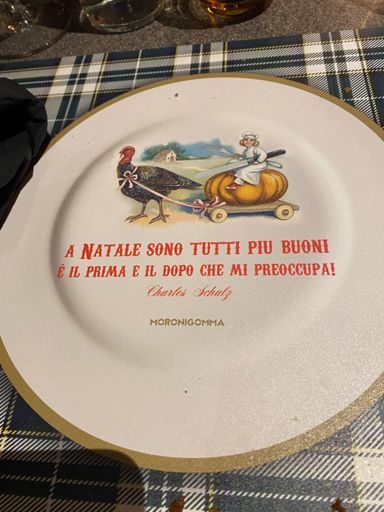 A NATALE SONO TUTTI PIU BUONI
È IL PRIMA E IL DOPO CHE MI PREOCCUPA!
Charles Schulz
MORONIGOMMA